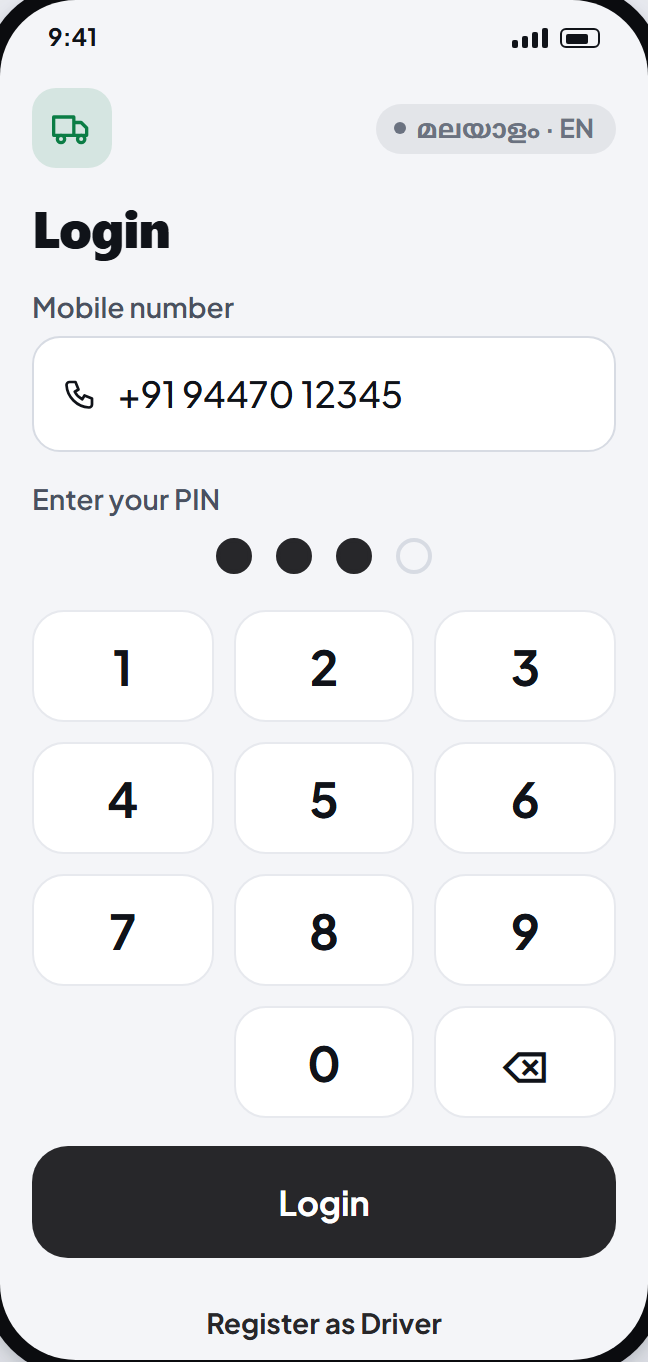 9:41
മലയാളം · EN
Login
Mobile number
+91 94470 12345
Enter your PIN
1 2 3
4 5 6
7 8 9
0
Login
Register as Driver